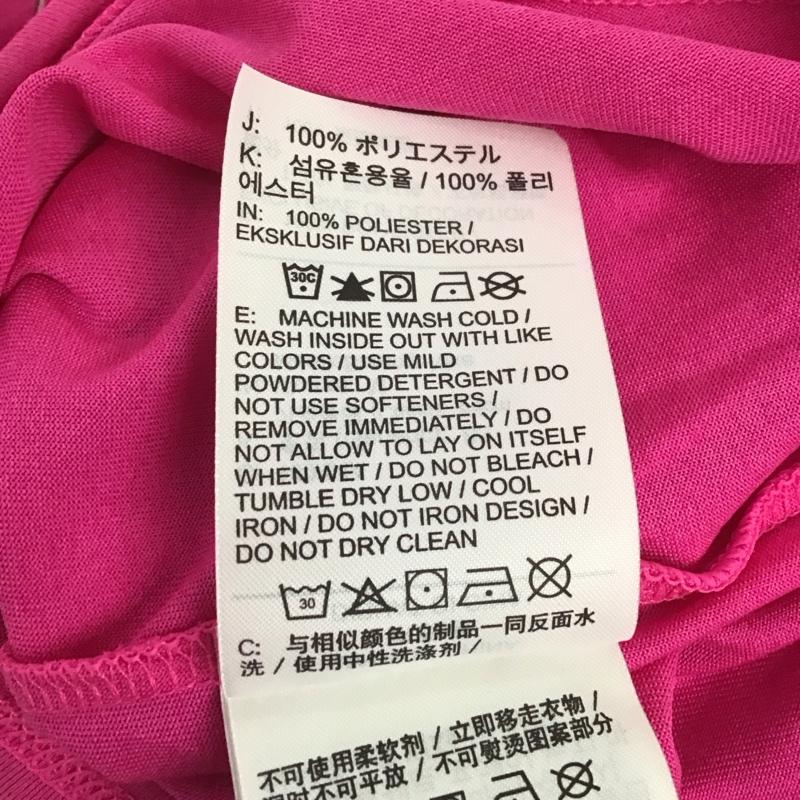 J: 100% ポリエステル
K: 섬유혼용율 / 100% 폴리
에스터
IN: 100% POLIESTER /
EKSKLUSIF DARI DEKORASI
30C
E: MACHINE WASH COLD /
WASH INSIDE OUT WITH LIKE
COLORS / USE MILD
POWDERED DETERGENT / DO
NOT USE SOFTENERS /
REMOVE IMMEDIATELY / DO
NOT ALLOW TO LAY ON ITSELF
WHEN WET / DO NOT BLEACH /
TUMBLE DRY LOW / COOL
IRON / DO NOT IRON DESIGN /
DO NOT DRY CLEAN
30
C: 与相似颜色的制品一同反面水
洗 / 使用中性洗涤剂 /
不可使用柔软剂 / 立即移走衣物 /
湿时不可平放 / 不可熨烫图案部分